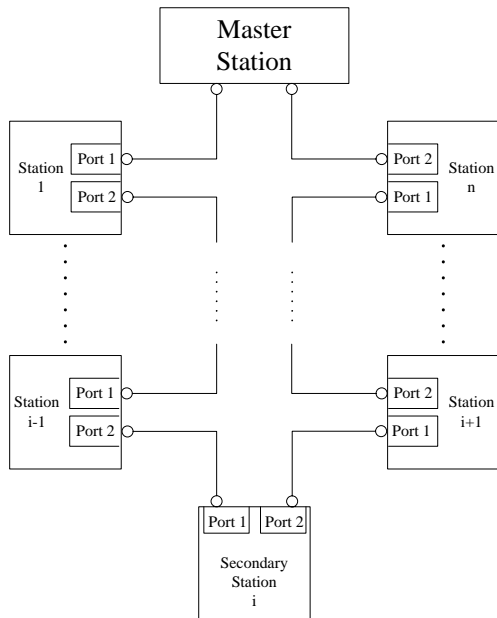 Master
Station
Station
1
Port 1
Port 2
Port 2
Port 1
Station
n
Station
i-1
Port 1
Port 2
Port 2
Port 1
Station
i+1
Port 1
Port 2
Secondary
Station
i